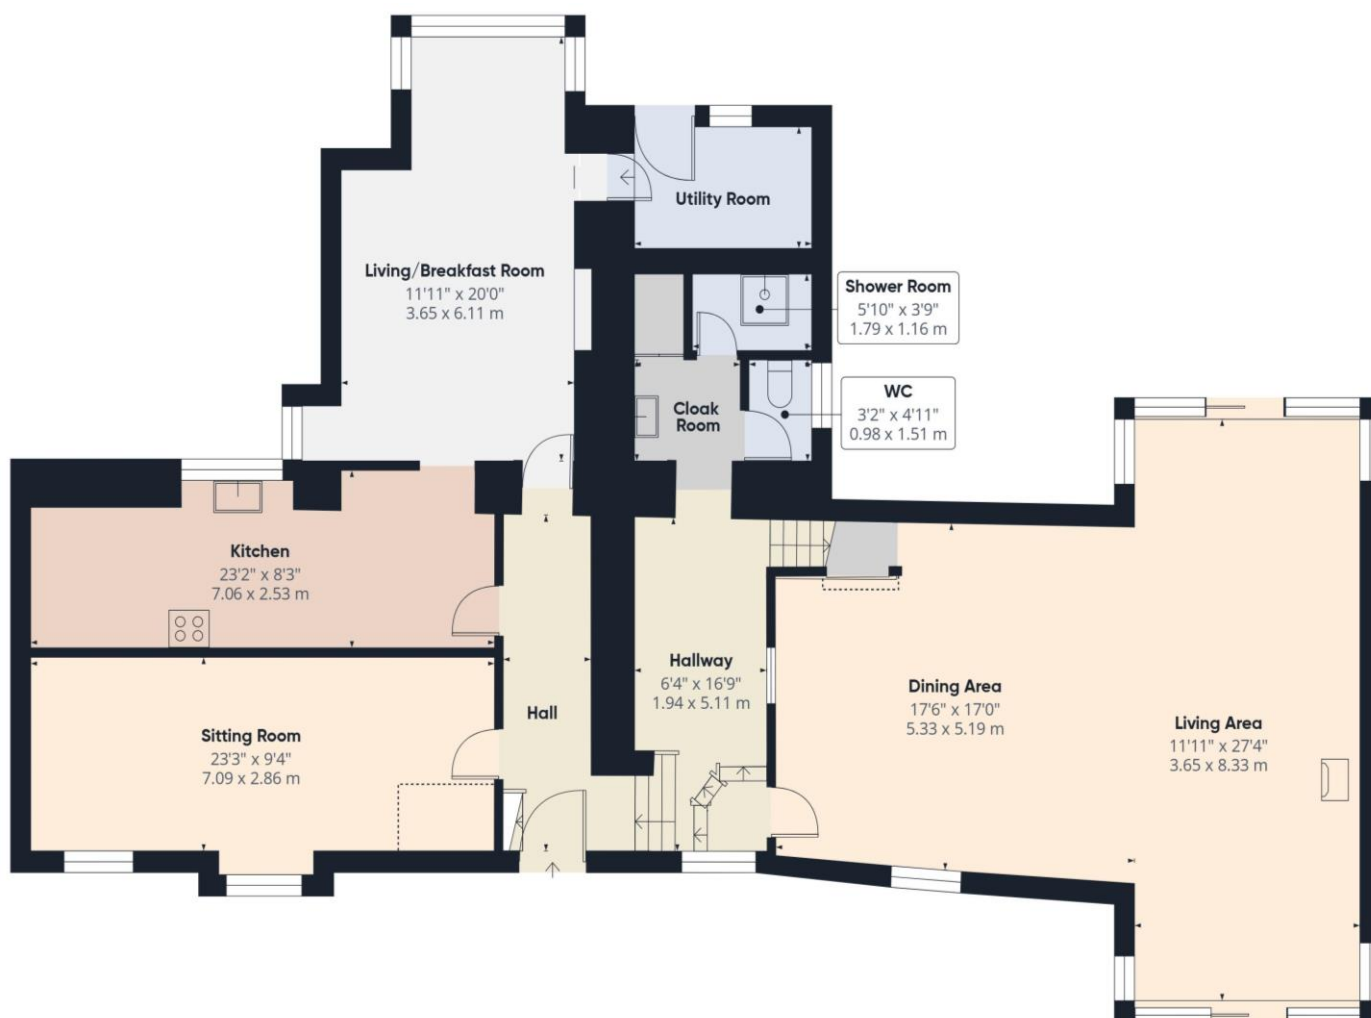 Utility Room
Living/Breakfast Room
11'11" x 20'0"
3.65 x 6.11 m
Shower Room
5'10" x 3'9"
1.79 x 1.16 m
WC
3'2" x 4'11"
0.98 x 1.51 m
Cloak
Room
Kitchen
23'2" x 8'3"
7.06 x 2.53 m
Hallway
6'4" x 16'9"
1.94 x 5.11 m
Dining Area
17'6" x 17'0"
5.33 x 5.19 m
Living Area
11'11" x 27'4"
3.65 x 8.33 m
Hall
Sitting Room
23'3" x 9'4"
7.09 x 2.86 m